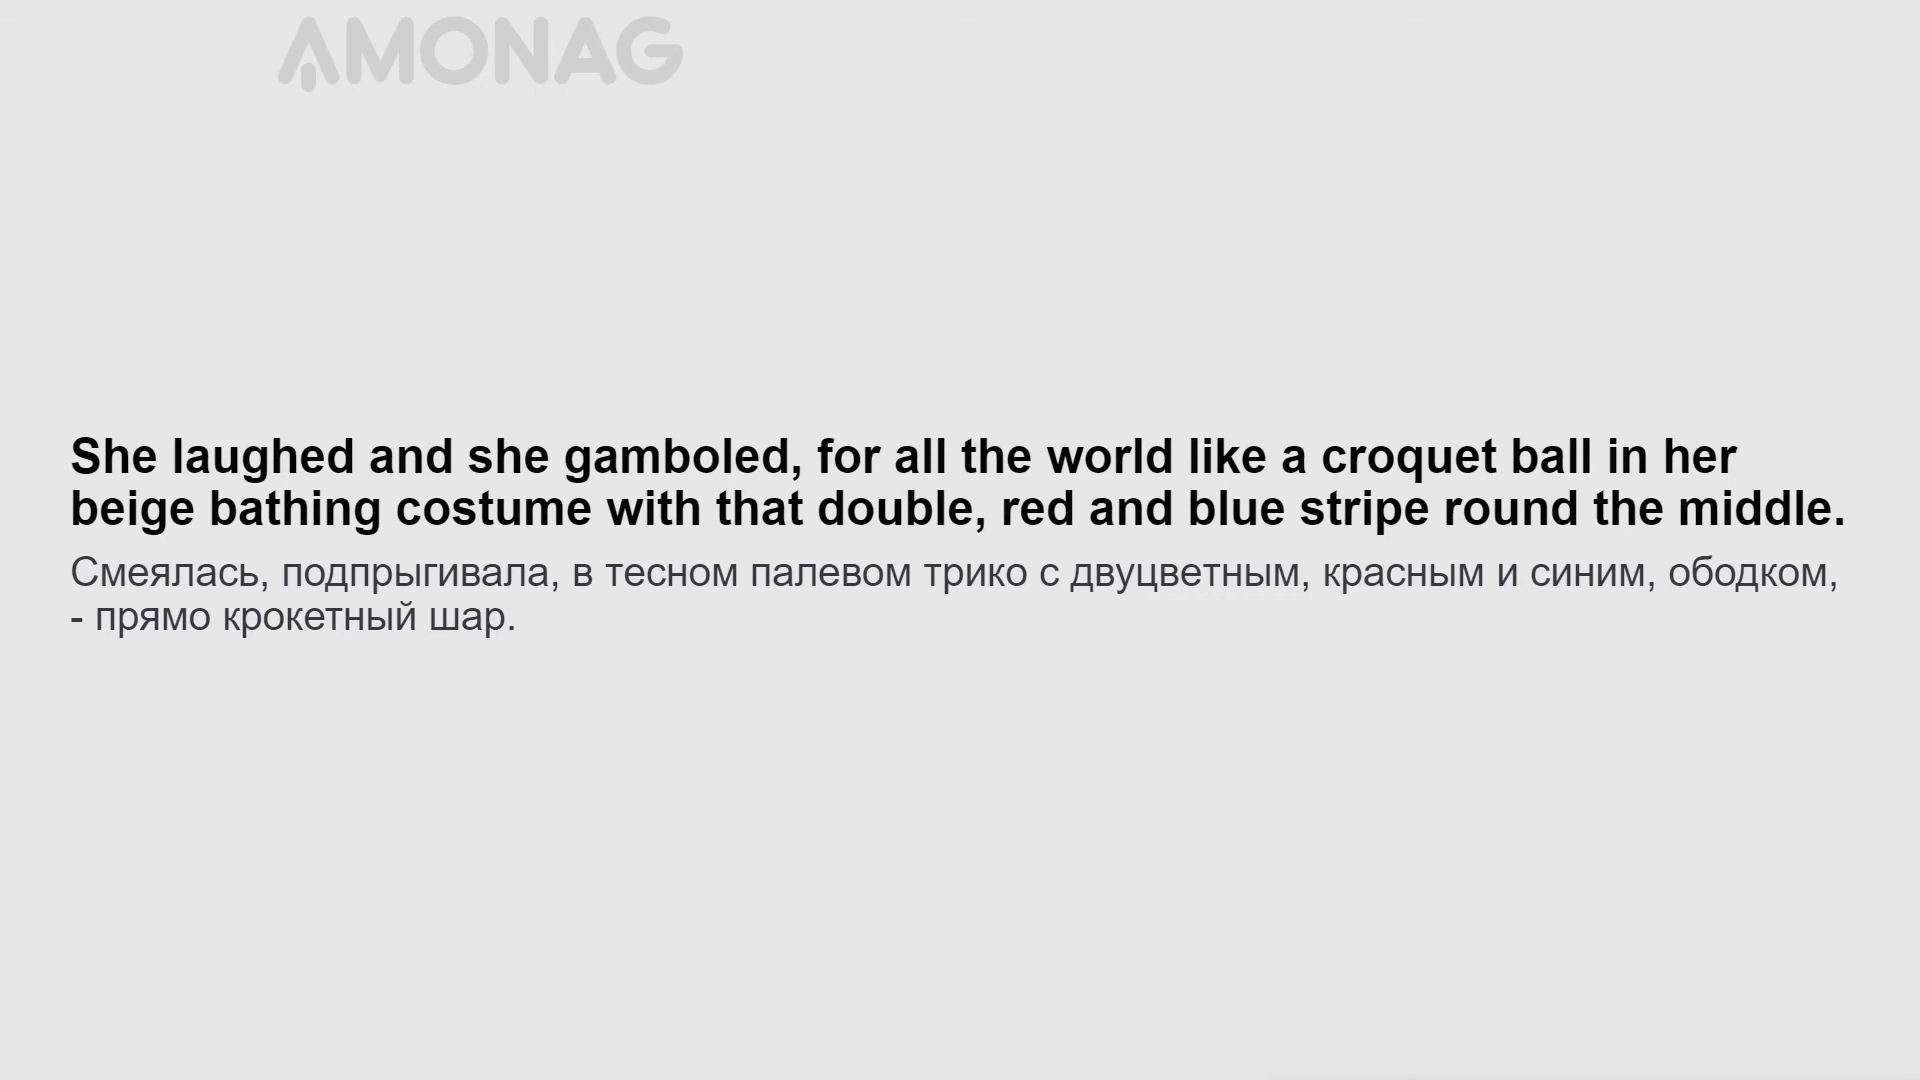 AMONAG
She laughed and she gamboled, for all the world like a croquet ball in her
beige bathing costume with that double, red and blue stripe round the middle.
Смеялась, подпрыгивала, в тесном палевом трико с двуцветным, красным и синим, ободком,
- прямо крокетный шар.